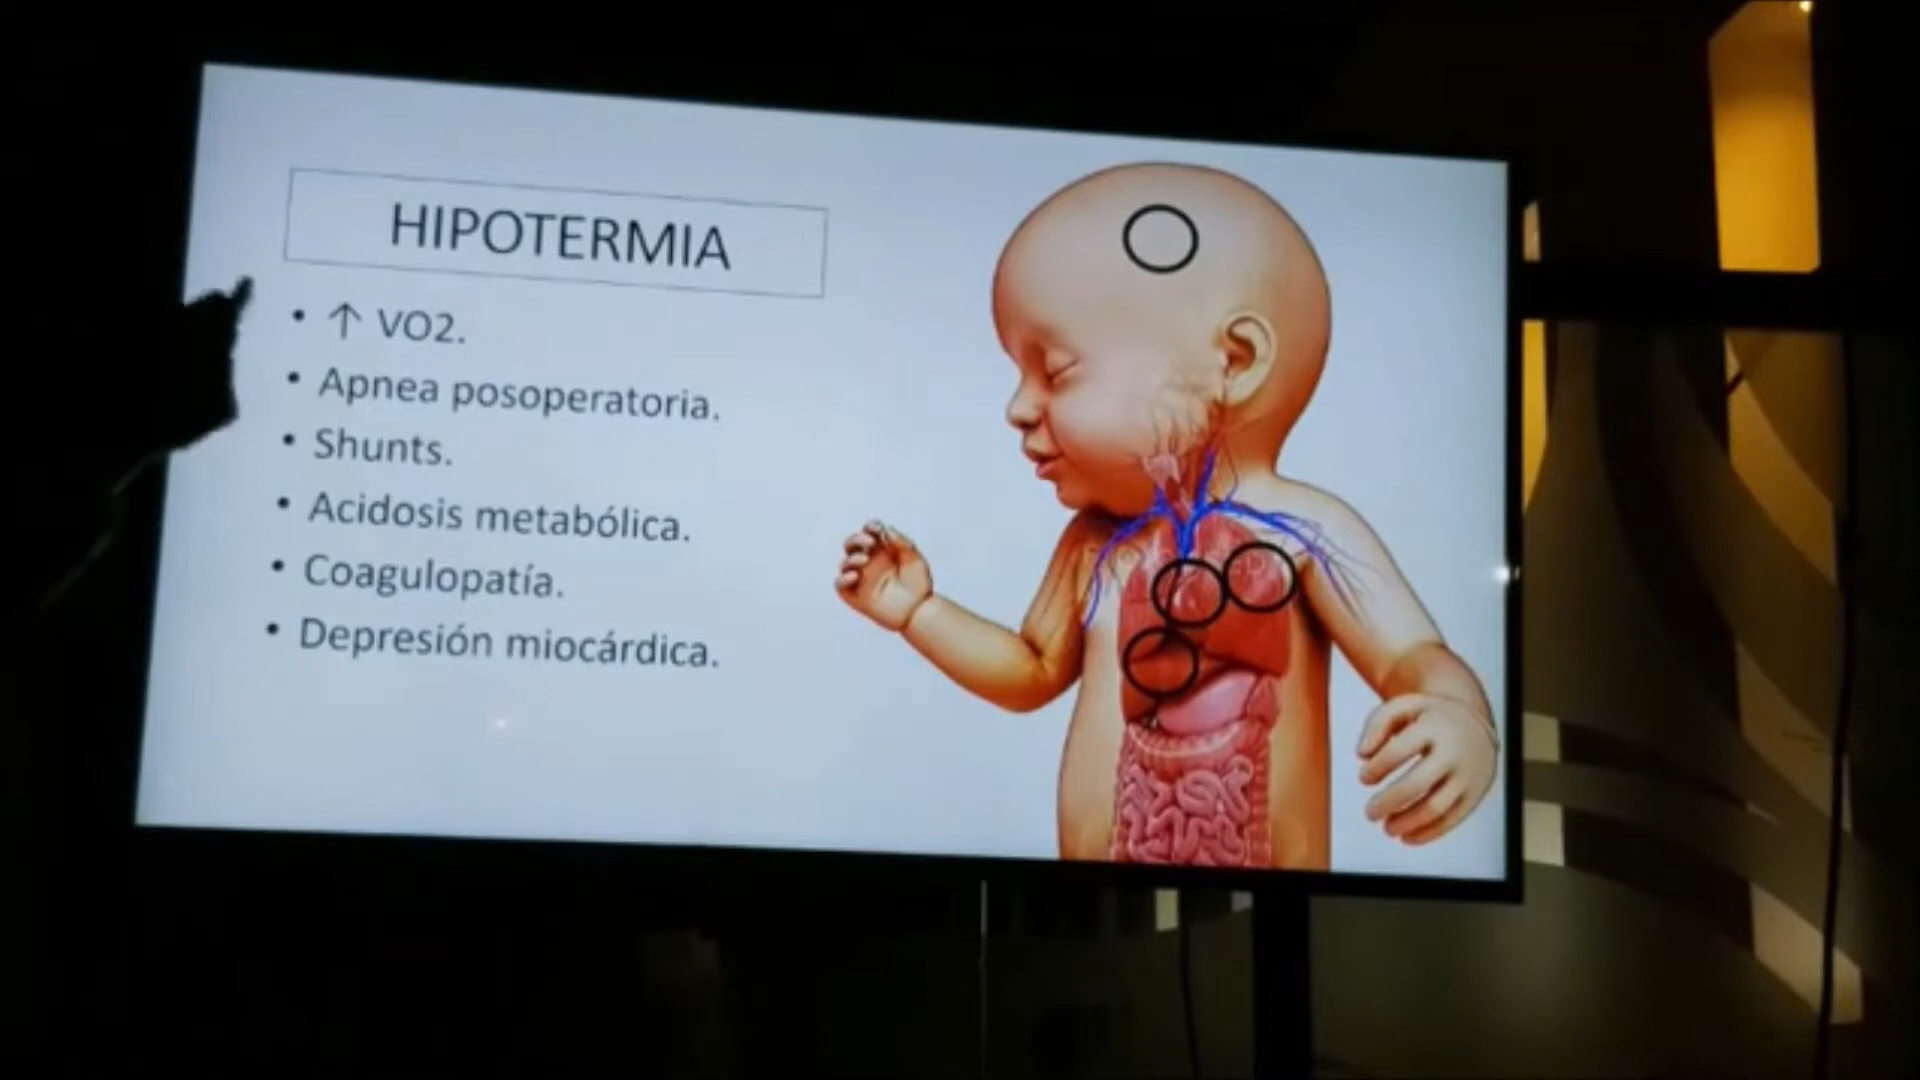 HIPOTERMIA
• ↑ VO2.
• Apnea posoperatoria.
• Shunts.
• Acidosis metabólica.
• Coagulopatía.
• Depresión miocárdica.